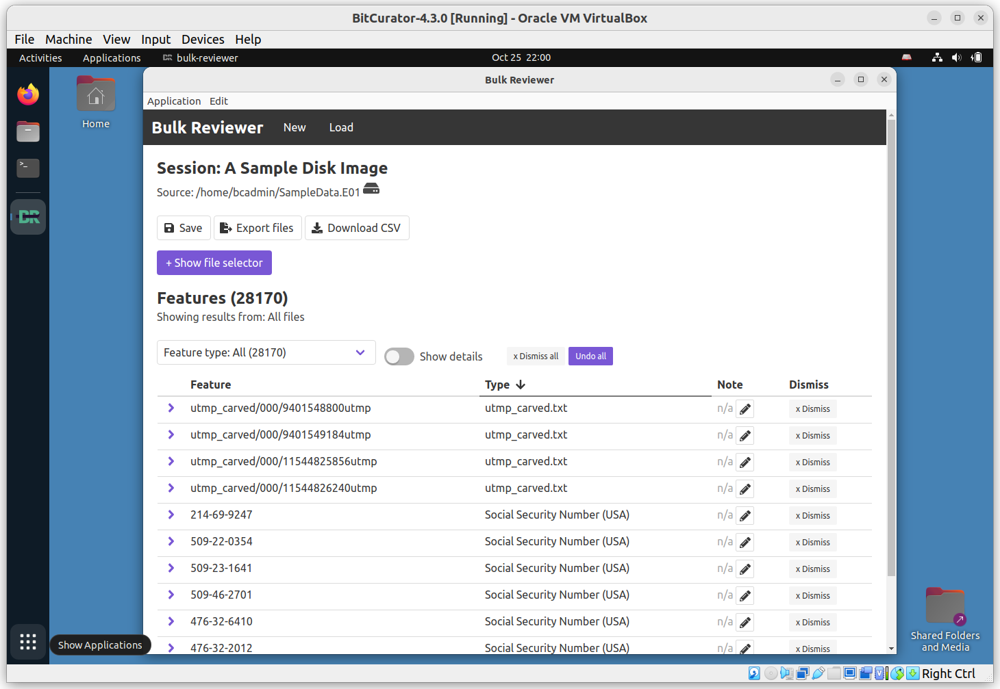 BitCurator-4.3.0 [Running] - Oracle VM VirtualBox
File Machine View Input Devices Help
Activities Applications bulk-reviewer Oct 25 22:00
Bulk Reviewer
Application Edit
Bulk Reviewer New Load
Home
Session: A Sample Disk Image
Source: /home/bcadmin/SampleData.E01
Save Export files Download CSV
+ Show file selector
Features (28170)
Showing results from: All files
Feature type: All (28170) Show details x Dismiss all Undo all
Feature Type Note Dismiss
utmp_carved/000/9401548800utmp utmp_carved.txt n/a x Dismiss
utmp_carved/000/9401549184utmp utmp_carved.txt n/a x Dismiss
utmp_carved/000/11544825856utmp utmp_carved.txt n/a x Dismiss
utmp_carved/000/11544826240utmp utmp_carved.txt n/a x Dismiss
214-69-9247 Social Security Number (USA) n/a x Dismiss
509-22-0354 Social Security Number (USA) n/a x Dismiss
509-23-1641 Social Security Number (USA) n/a x Dismiss
509-46-2701 Social Security Number (USA) n/a x Dismiss
476-32-6410 Social Security Number (USA) n/a x Dismiss
476-32-2012 Social Security Number (USA) n/a x Dismiss
Show Applications
Shared Folders
and Media
Right Ctrl